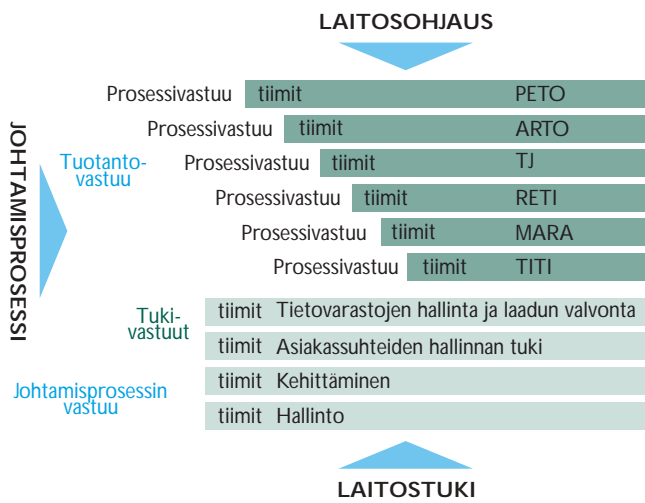 LAITOSOHJAUS
Prosessivastuu tiimit PETO
Prosessivastuu tiimit ARTO
JOHTAMISPROSESSI
Tuotanto-
vastuu
Prosessivastuu tiimit TJ
Prosessivastuu tiimit RETI
Prosessivastuu tiimit MARA
Prosessivastuu tiimit TITI
Tuki-
vastuut
tiimit Tietovarastojen hallinta ja laadun valvonta
tiimit Asiakassuhteiden hallinnan tuki
Johtamisprosessin
vastuu
tiimit Kehittäminen
tiimit Hallinto
LAITOSTUKI